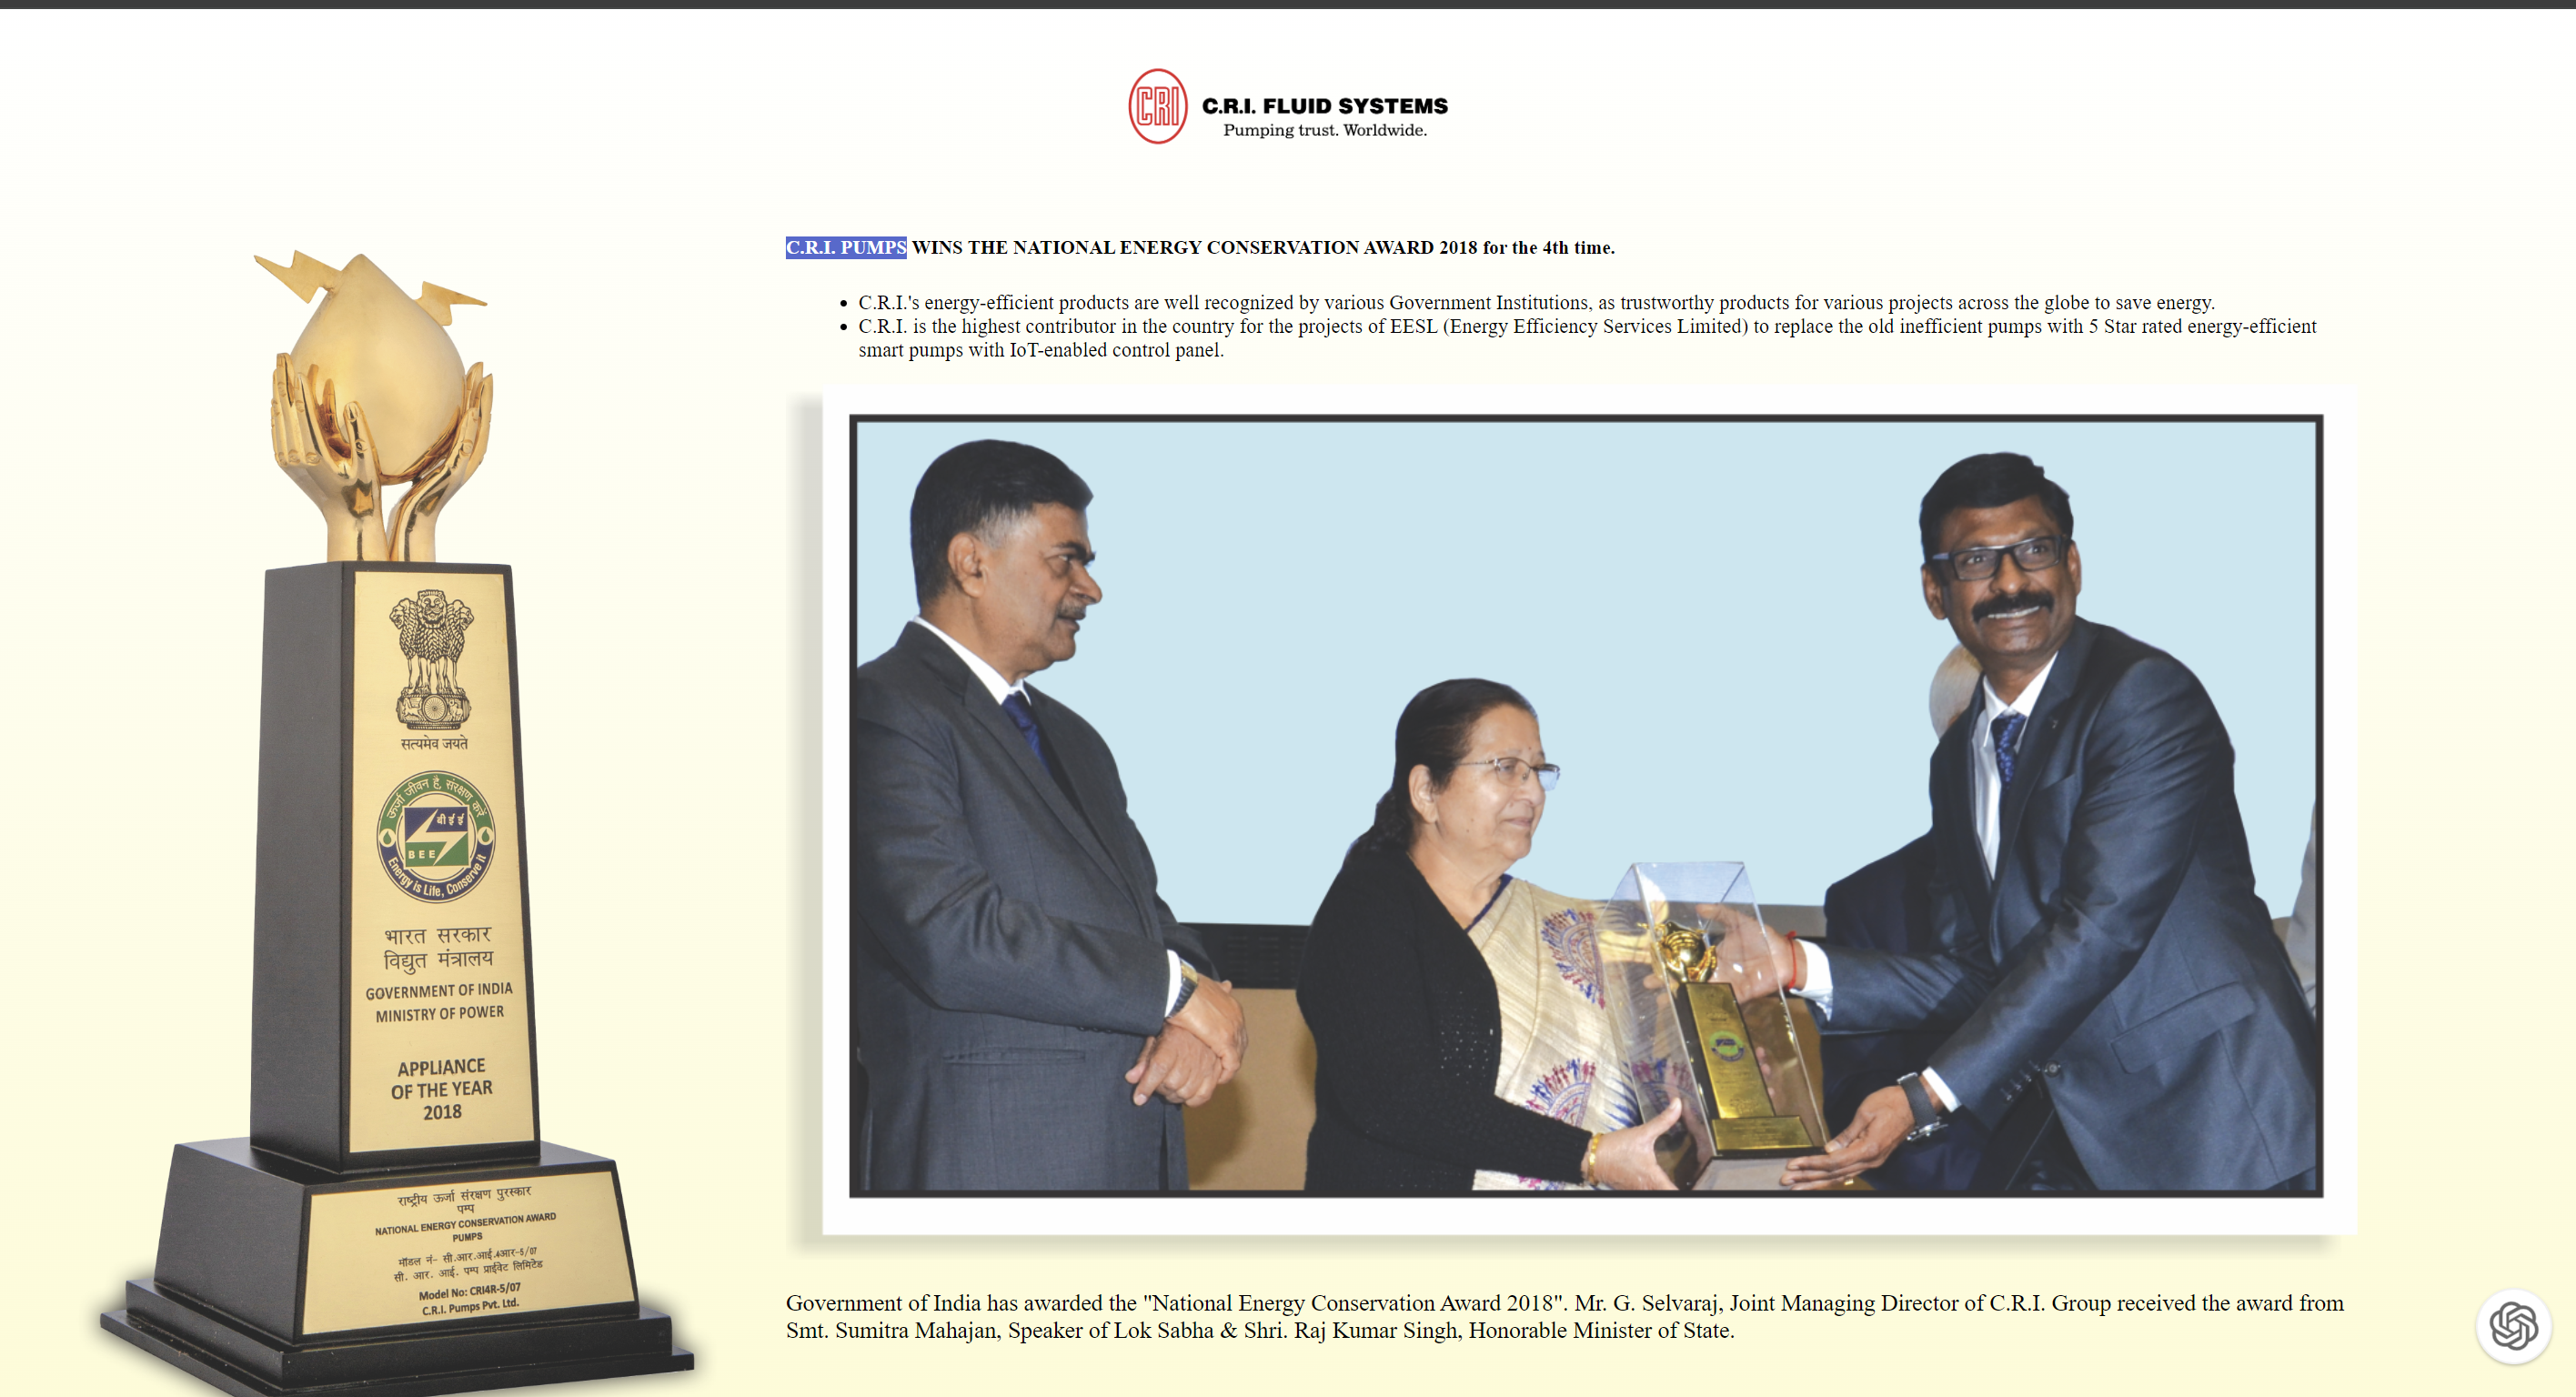 CRI
C.R.I. FLUID SYSTEMS
Pumping trust. Worldwide.
C.R.I. PUMPS WINS THE NATIONAL ENERGY CONSERVATION AWARD 2018 for the 4th time.
• C.R.I.'s energy-efficient products are well recognized by various Government Institutions, as trustworthy products for various projects across the globe to save energy.
• C.R.I. is the highest contributor in the country for the projects of EESL (Energy Efficiency Services Limited) to replace the old inefficient pumps with 5 Star rated energy-efficient
smart pumps with IoT-enabled control panel.
सत्यमेव जयते
ऊर्जा जीवन है, संरक्षण करें
बी ई ई
BEE
Energy is Life, Conserve it
भारत सरकार
विद्युत मंत्रालय
GOVERNMENT OF INDIA
MINISTRY OF POWER
APPLIANCE
OF THE YEAR
2018
राष्ट्रीय ऊर्जा संरक्षण पुरस्कार
पम्प
NATIONAL ENERGY CONSERVATION AWARD
PUMPS
मॉडल नं- सी.आर.आई.4आर-5/07
सी. आर. आई. पम्प प्राईवेट लिमिटेड
Model No: CRI4R-5/07
C.R.I. Pumps Pvt. Ltd.
Government of India has awarded the "National Energy Conservation Award 2018". Mr. G. Selvaraj, Joint Managing Director of C.R.I. Group received the award from
Smt. Sumitra Mahajan, Speaker of Lok Sabha & Shri. Raj Kumar Singh, Honorable Minister of State.